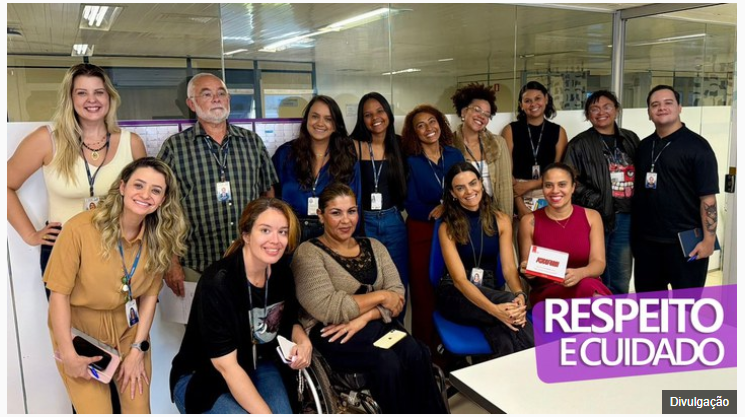 RESPEITO
E CUIDADO
Divulgação